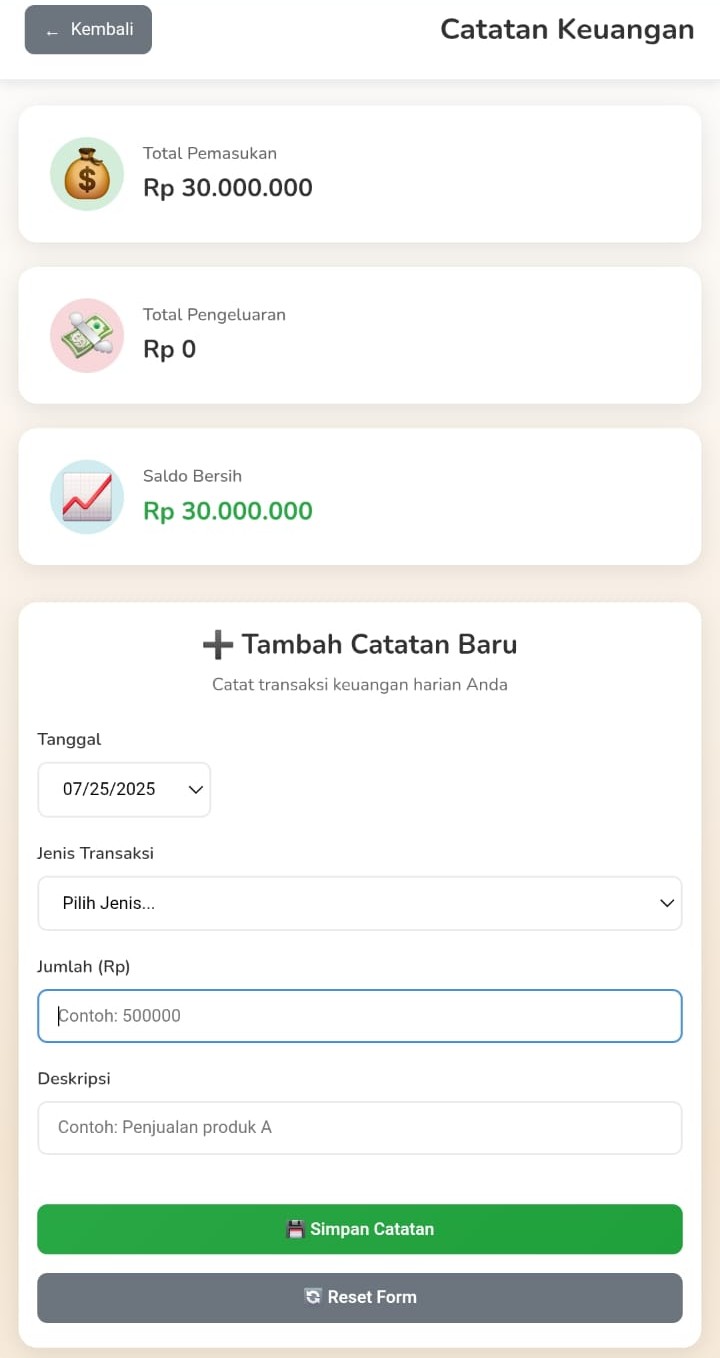 ← Kembali
Catatan Keuangan
Total Pemasukan
Rp 30.000.000
Total Pengeluaran
Rp 0
Saldo Bersih
Rp 30.000.000
➕ Tambah Catatan Baru
Catat transaksi keuangan harian Anda
Tanggal
07/25/2025
Jenis Transaksi
Pilih Jenis...
Jumlah (Rp)
Contoh: 500000
Deskripsi
Contoh: Penjualan produk A
💾 Simpan Catatan
🔄 Reset Form